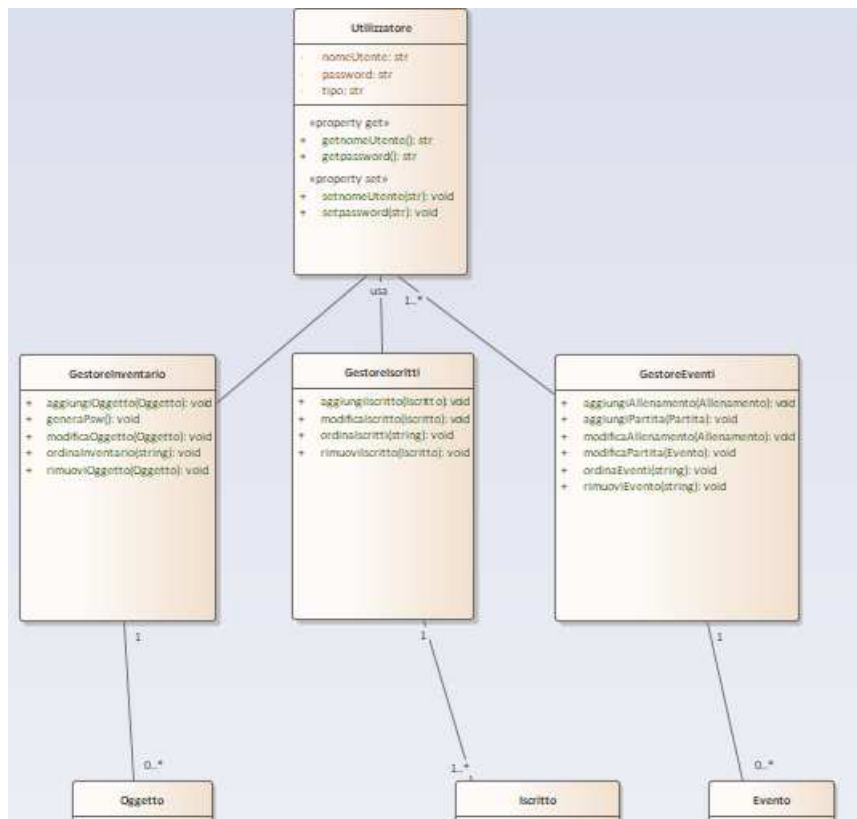 Utilizzatore
- nomeUtente: str
- password: str
- tipo: str
«property get»
+ getnomeUtente(): str
+ getpassword(): str
«property set»
+ setnomeUtente(str): void
+ setpassword(str): void
usa
1..*
GestoreInventario
+ aggiungiOggetto(Oggetto): void
+ generaPsw(): void
+ modificaOggetto(Oggetto): void
+ ordinaInventario(string): void
+ rimuoviOggetto(Oggetto): void
GestoreIscritti
+ aggiungiIscritto(Iscritto): void
+ modificaIscritto(Iscritto): void
+ ordinaIscritti(string): void
+ rimuoviIscritto(Iscritto): void
GestoreEventi
+ aggiungiAllenamento(Allenamento): void
+ aggiungiPartita(Partita): void
+ modificaAllenamento(Allenamento): void
+ modificaPartita(Evento): void
+ ordinaEventi(string): void
+ rimuoviEvento(string): void
1
1
1
0..*
1..*
0..*
Oggetto
Iscritto
Evento